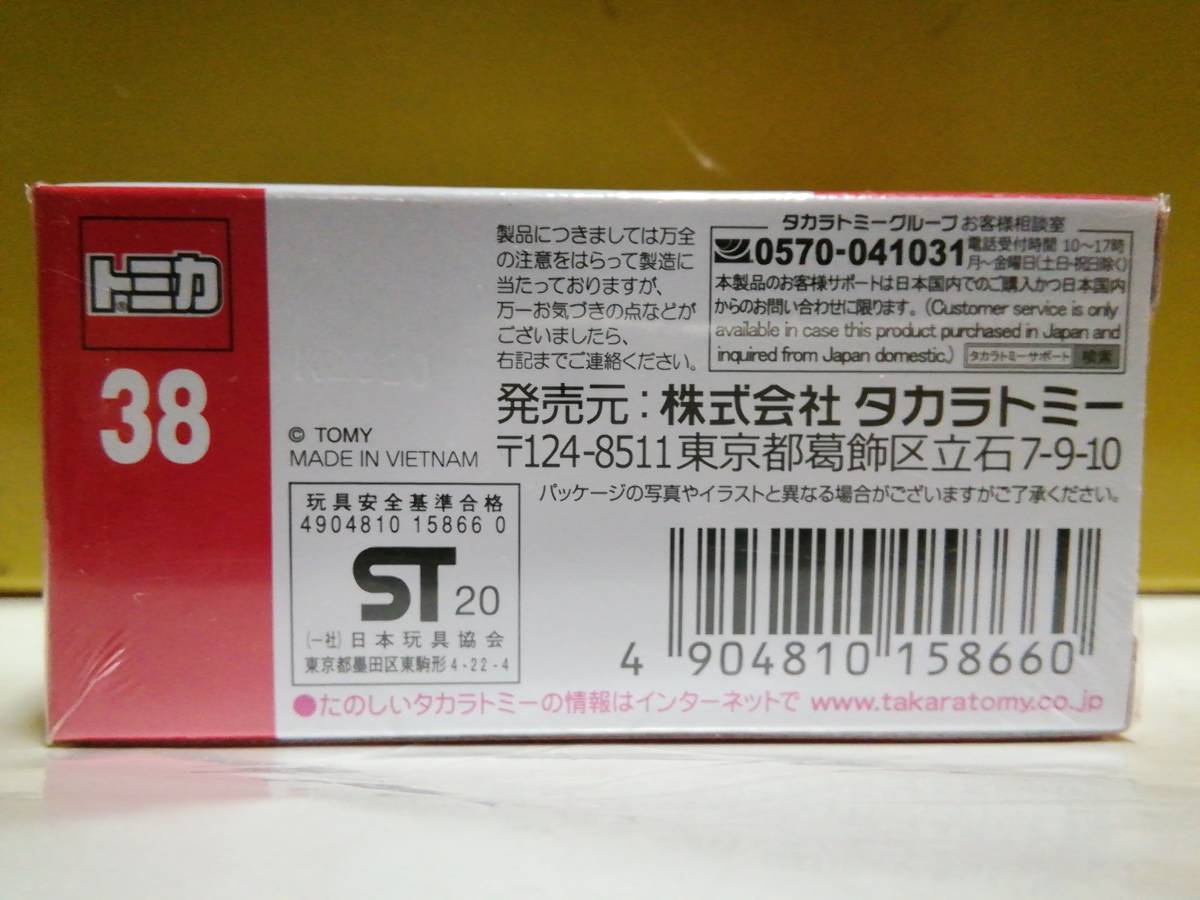 トミカ
38
製品につきましては万全
の注意をはらって製造に
当たっておりますが、
万一お気づきの点などが
ございましたら、
右記までご連絡ください。
タカラトミーグループ お客様相談室
0570-041031
電話受付時間 10～17時
月～金曜日(土日・祝日除く)
本製品のお客様サポートは日本国内でのご購入かつ日本国内
からのお問い合わせに限ります。(Customer service is only
available in case this product purchased in Japan and
inquired from Japan domestic.) タカラトミーサポート 検索
発売元：株式会社 タカラトミー
〒124-8511 東京都葛飾区立石7-9-10
© TOMY
MADE IN VIETNAM
パッケージの写真やイラストと異なる場合がございますがご了承ください。
玩具安全基準合格
4904810 15866 0
ST 20
(一社)日本玩具協会
東京都墨田区東駒形4-22-4
4 904810 158660
●たのしいタカラトミーの情報はインターネットで www.takaratomy.co.jp